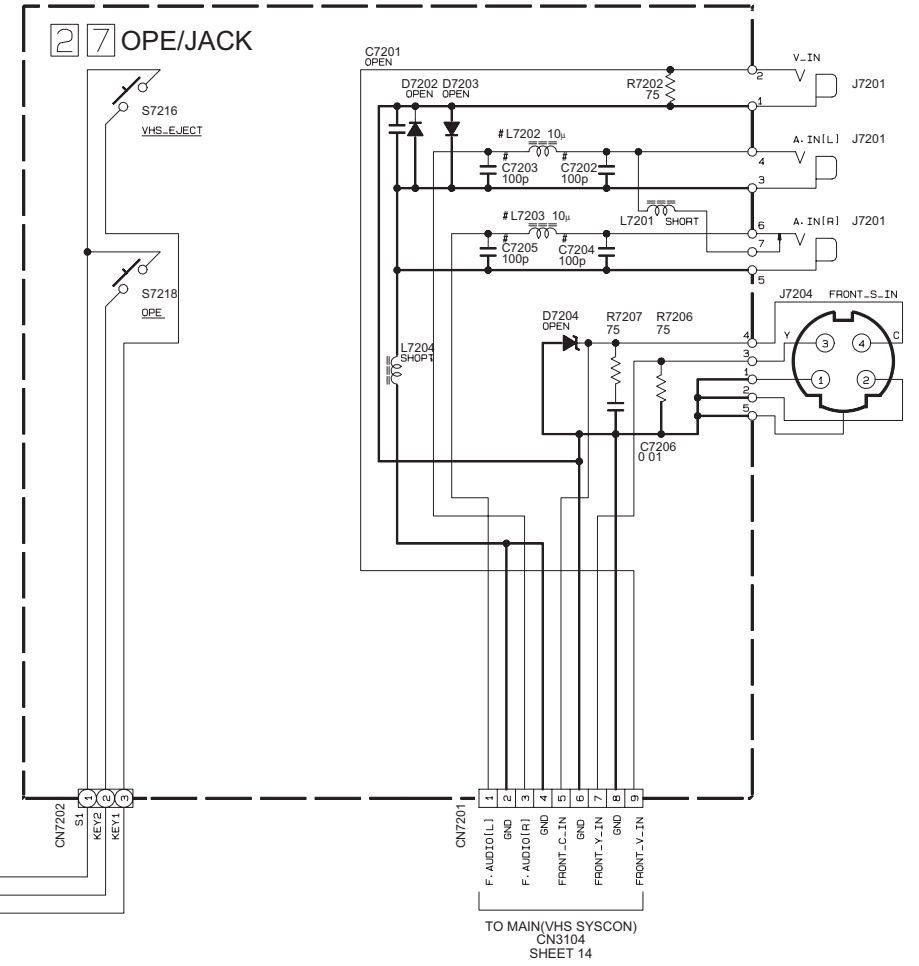 2 7 OPE/JACK
S7216
VHS_EJECT
S7218
OPE
C7201
OPEN
D7202 D7203
OPEN OPEN
R7202
75
# L7202 10μ
#
C7203
100p
#
C7202
100p
L7201 SHORT
# L7203 10μ
#
C7205
100p
#
C7204
100p
L7204
SHOPT
D7204
OPEN
R7207
75
R7206
75
C7206
0 01
V_IN
2
J7201
1
A.IN[L] J7201
4
3
A.IN[R] J7201
6
7
5
J7204 FRONT_S_IN
4
3
1
2
5
Y
C
3 4
1 2
CN7202
1 2 3
S1
KEY2
KEY1
CN7201
1 2 3 4 5 6 7 8 9
F.AUDIO[L]
GND
F.AUDIO[R]
GND
FRONT_C_IN
GND
FRONT_Y_IN
GND
FRONT_V_IN
TO MAIN(VHS SYSCON)
CN3104
SHEET 14